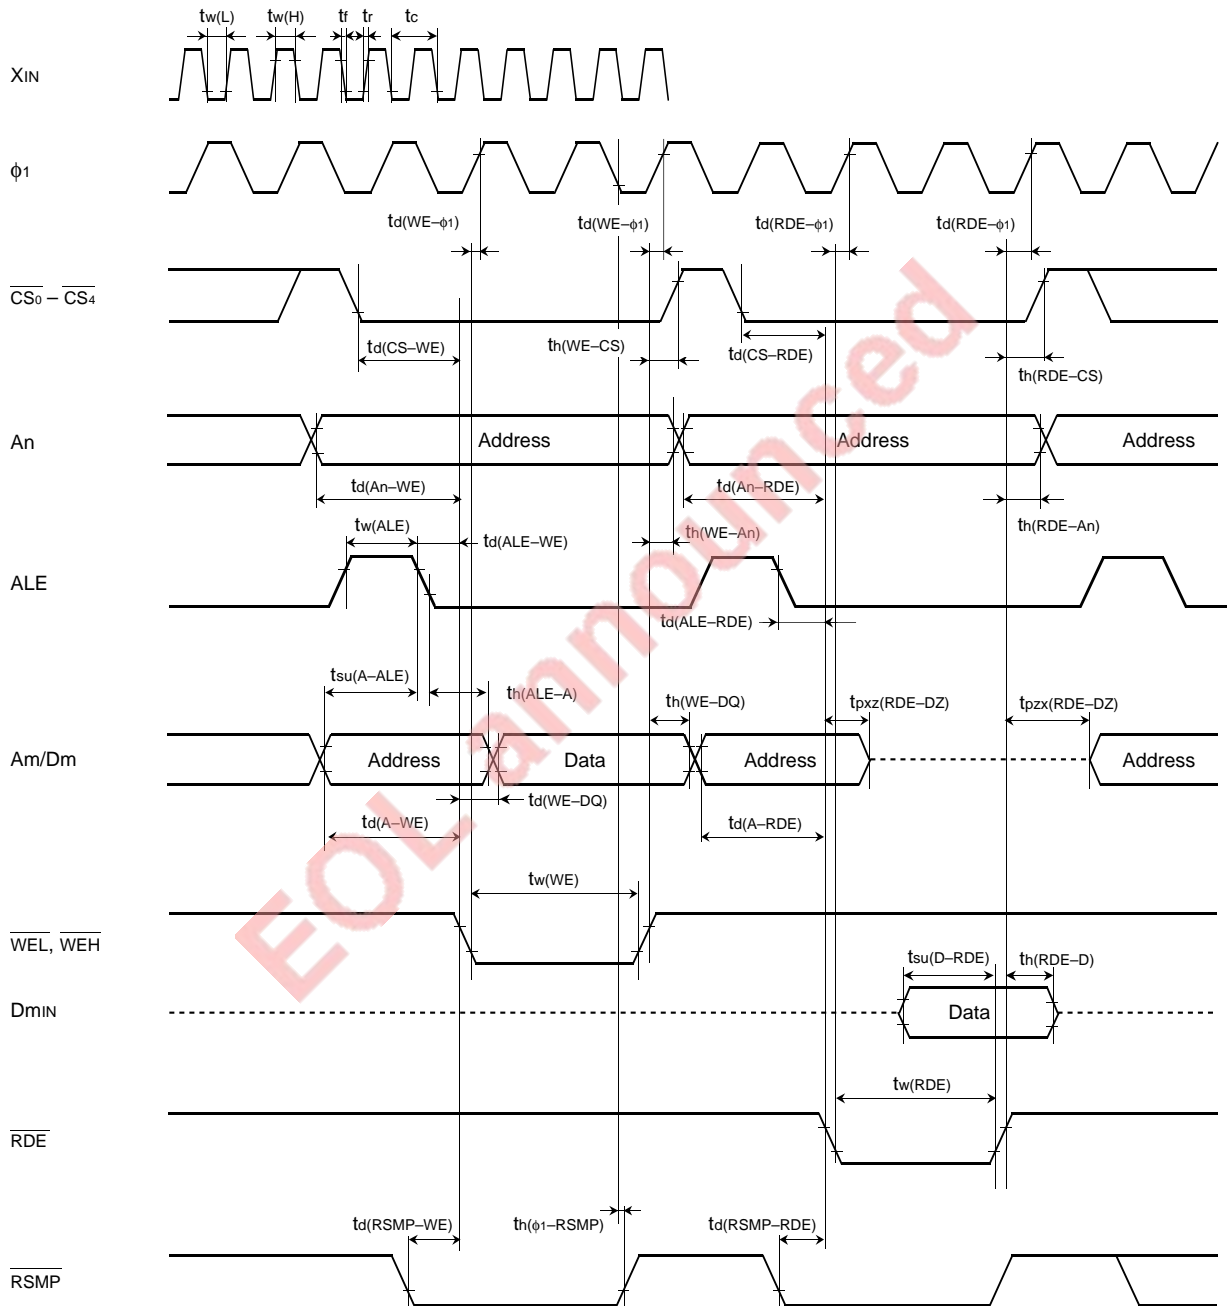 tw(L) tw(H) tf tr tc
XIN
ϕ1
td(WE–ϕ1) td(WE–ϕ1) td(RDE–ϕ1) td(RDE–ϕ1)
CS0 – CS4
td(CS–WE) th(WE–CS) td(CS–RDE) th(RDE–CS)
An Address Address Address
td(An–WE) td(An–RDE)
tw(ALE) td(ALE–WE) th(WE–An) th(RDE–An)
ALE
td(ALE–RDE)
tsu(A–ALE) th(ALE–A) th(WE–DQ) tpxz(RDE–DZ) tpzx(RDE–DZ)
Am/Dm Address Data Address Address
td(WE–DQ)
td(A–WE) td(A–RDE)
tw(WE)
WEL, WEH
tsu(D–RDE) th(RDE–D)
DmIN Data
tw(RDE)
RDE
td(RSMP–WE) th(ϕ1–RSMP) td(RSMP–RDE)
RSMP
EOL announced